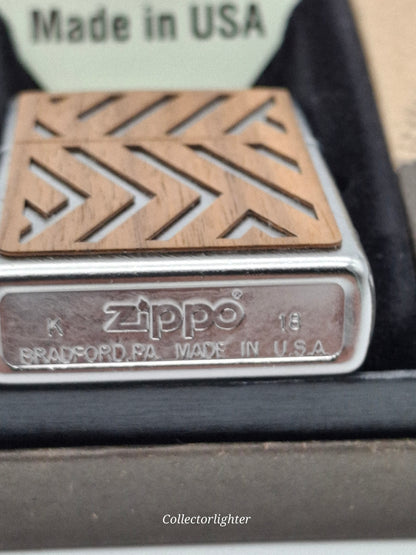 Made in USA
K zippo® 18
BRADFORD,PA. MADE IN U.S.A
Collectorlighter